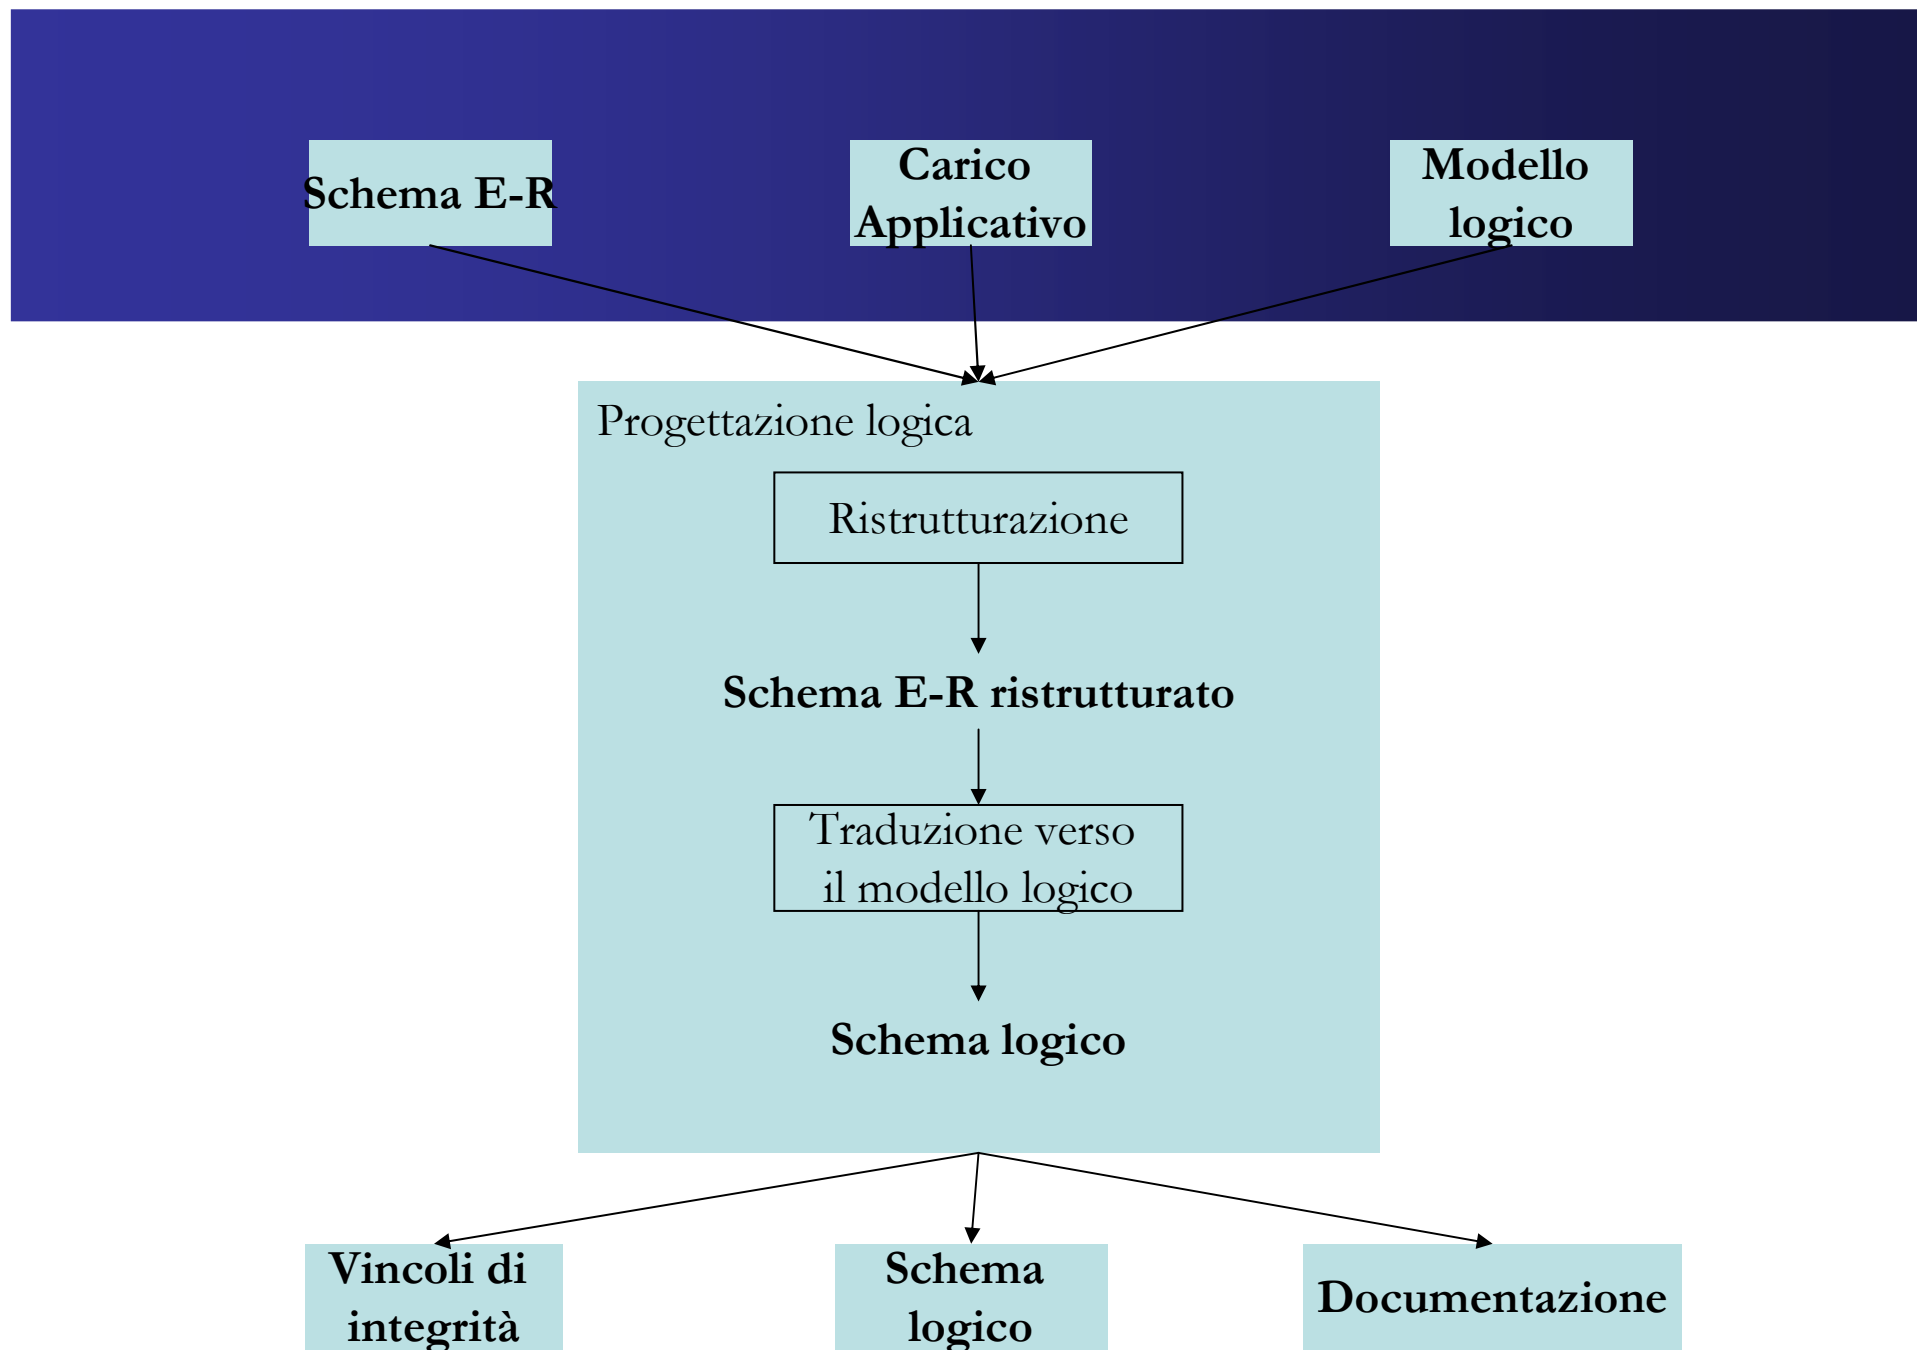 Schema E-R
Carico
Applicativo
Modello
logico
Progettazione logica
Ristrutturazione
Schema E-R ristrutturato
Traduzione verso
il modello logico
Schema logico
Vincoli di
integrità
Schema
logico
Documentazione